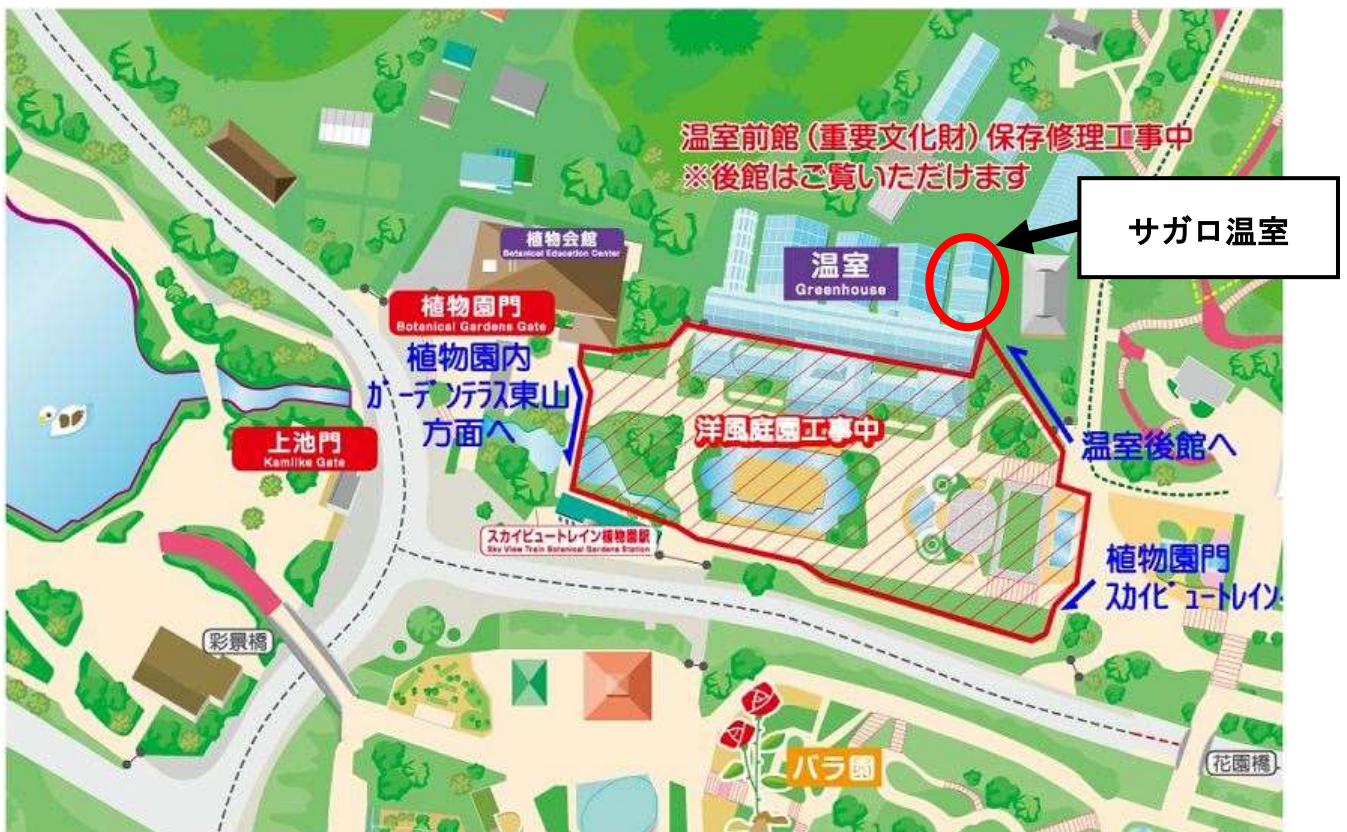 温室前館（重要文化財）保存修理工事中
※後館はご覧いただけます
サガロ温室
植物会館
Botanical Education Center
温室
Greenhouse
植物園門
Botanical Gardens Gate
植物園内
ガーデンテラス東山
方面へ
上池門
Kamiike Gate
洋風庭園工事中
温室後館へ
スカイビュートレイン植物園駅
Sky View Train Botanical Gardens Station
植物園門
スカイビュートレイン
彩景橋
バラ園
花園橋